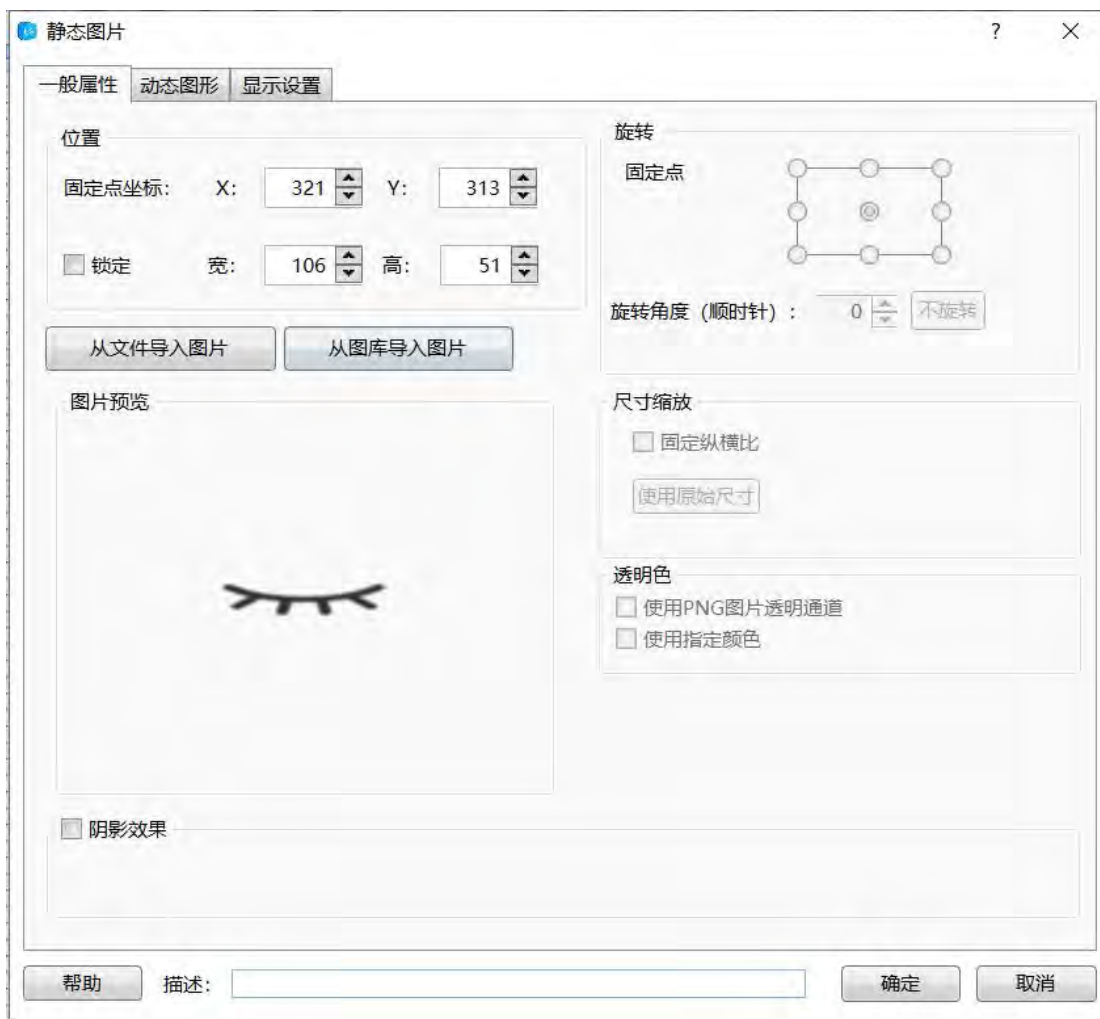 静态图片 ?
一般属性 动态图形 显示设置
位置
固定点坐标： X： 321 Y： 313
锁定 宽： 106 高： 51
从文件导入图片 从图库导入图片
图片预览
旋转
固定点
旋转角度（顺时针）： 0 不旋转
尺寸缩放
固定纵横比
使用原始尺寸
透明色
使用PNG图片透明通道
使用指定颜色
阴影效果
帮助 描述： 确定 取消